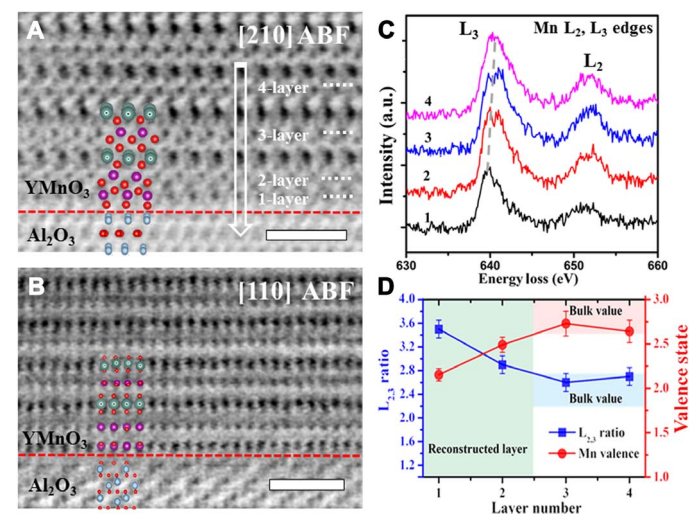 A
[210] ABF
4-layer
3-layer
2-layer
1-layer
YMnO₃
Al₂O₃
B
[110] ABF
YMnO₃
Al₂O₃
C
L₃
Mn L₂, L₃ edges
L₂
4
3
2
1
Intensity (a.u.)
630 640 650 660
Energy loss (eV)
D
4.0
3.6
3.2
2.8
2.4
2.0
1.6
1.2
L₂,₃ ratio
3.0
2.5
2.0
1.5
1.0
Valence state
Bulk value
Bulk value
Reconstructed layer
L₂,₃ ratio
Mn valence
1 2 3 4
Layer number